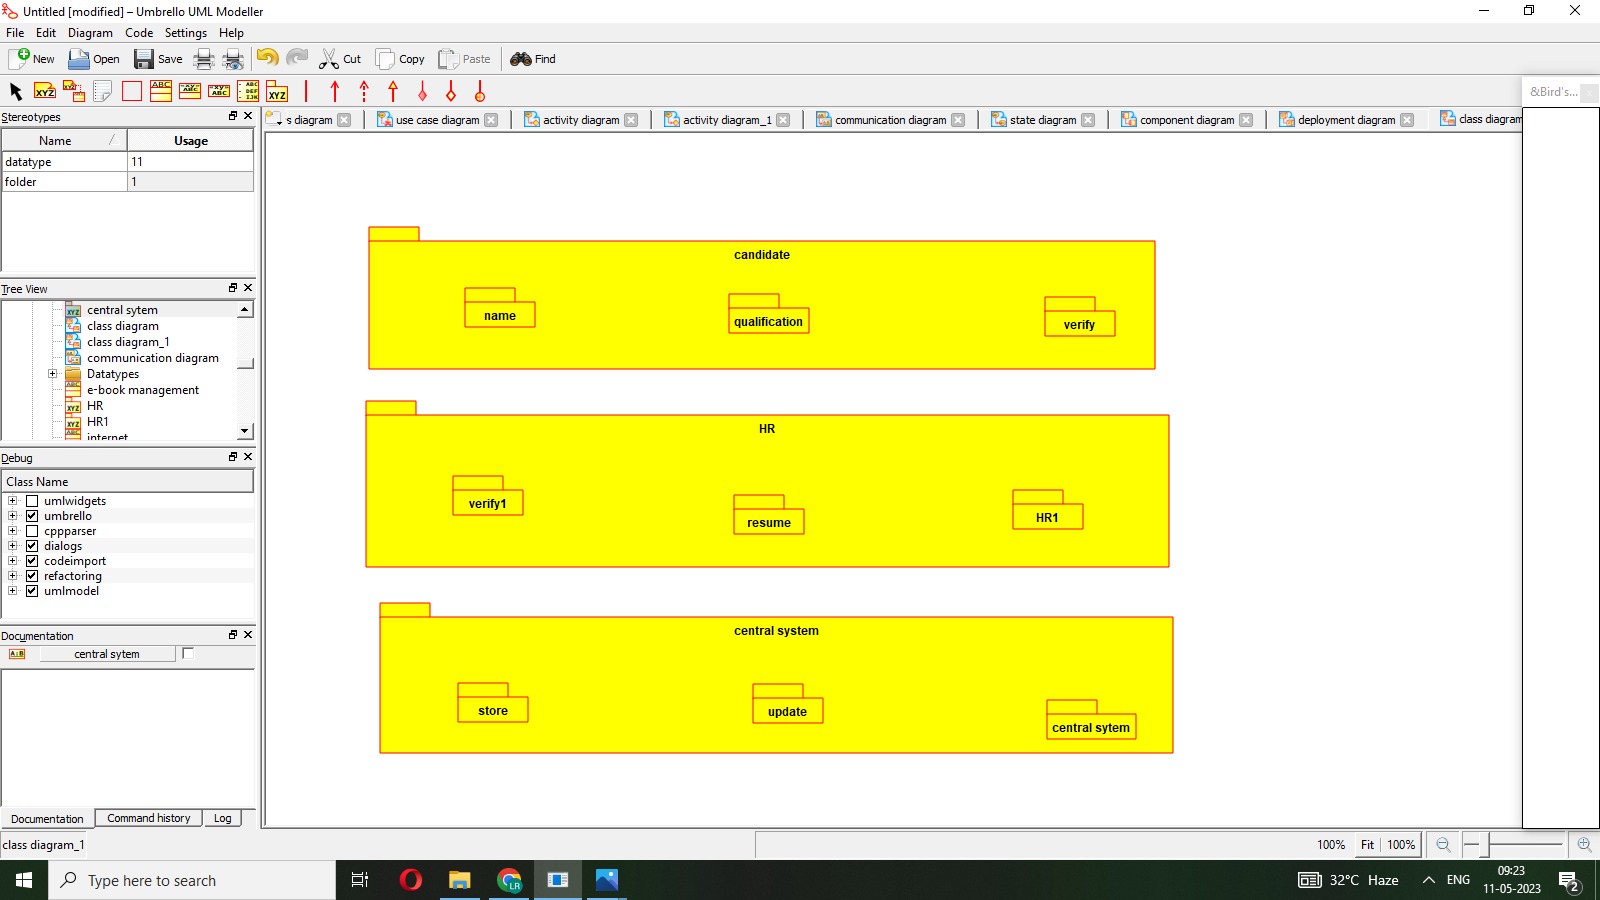 Untitled [modified] – Umbrello UML Modeller
File Edit Diagram Code Settings Help
New Open Save Cut Copy Paste Find
&Bird's...
Stereotypes
s diagram use case diagram activity diagram activity diagram_1 communication diagram state diagram component diagram deployment diagram class diagram
Name Usage
datatype 11
folder 1
Tree View
central sytem
class diagram
class diagram_1
communication diagram
Datatypes
e-book management
HR
HR1
internet
Debug
Class Name
umlwidgets
umbrello
cppparser
dialogs
codeimport
refactoring
umlmodel
Documentation
central sytem
Documentation Command history Log
candidate
name
qualification
verify
HR
verify1
resume
HR1
central system
store
update
central sytem
class diagram_1
100% Fit 100%
Type here to search
32°C Haze
ENG
09:23
11-05-2023
2